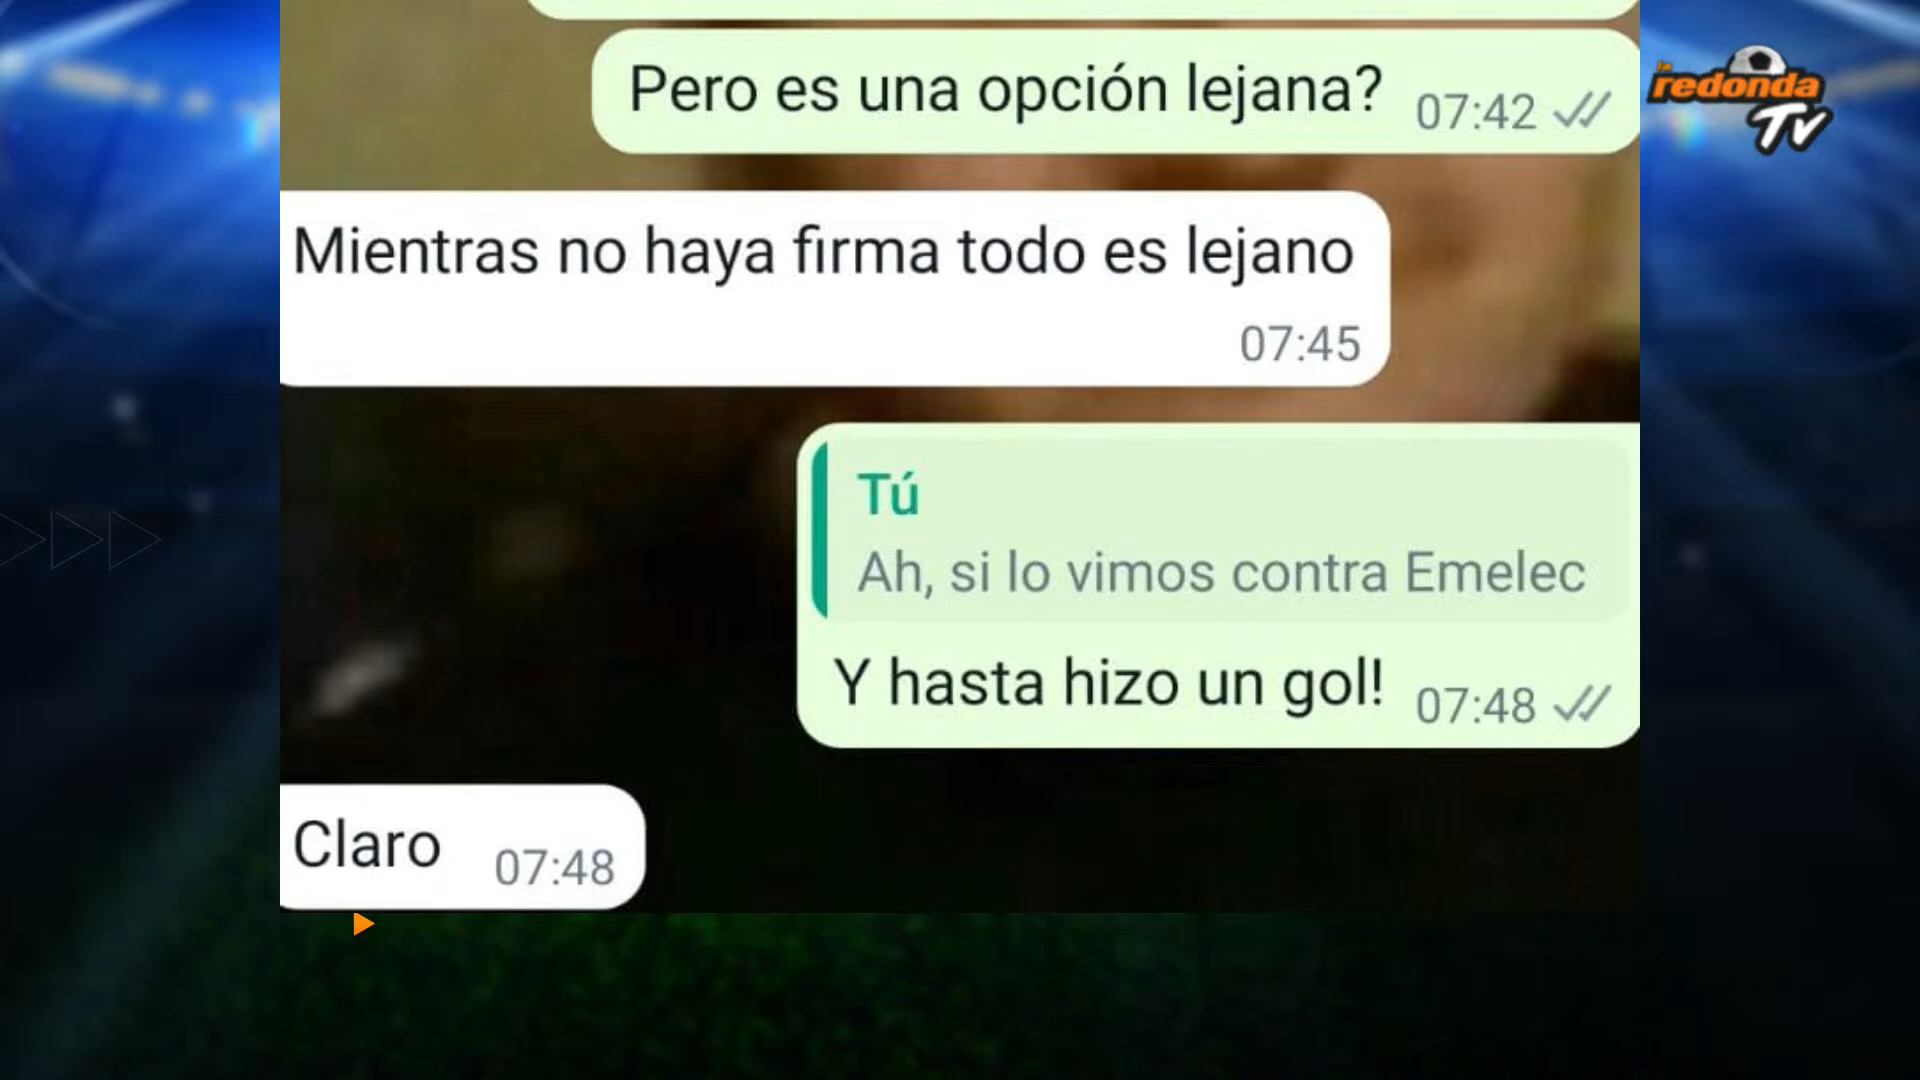 Pero es una opción lejana?
07:42
la
redonda
Tv
Mientras no haya firma todo es lejano
07:45
Tú
Ah, si lo vimos contra Emelec
Y hasta hizo un gol!
07:48
Claro
07:48